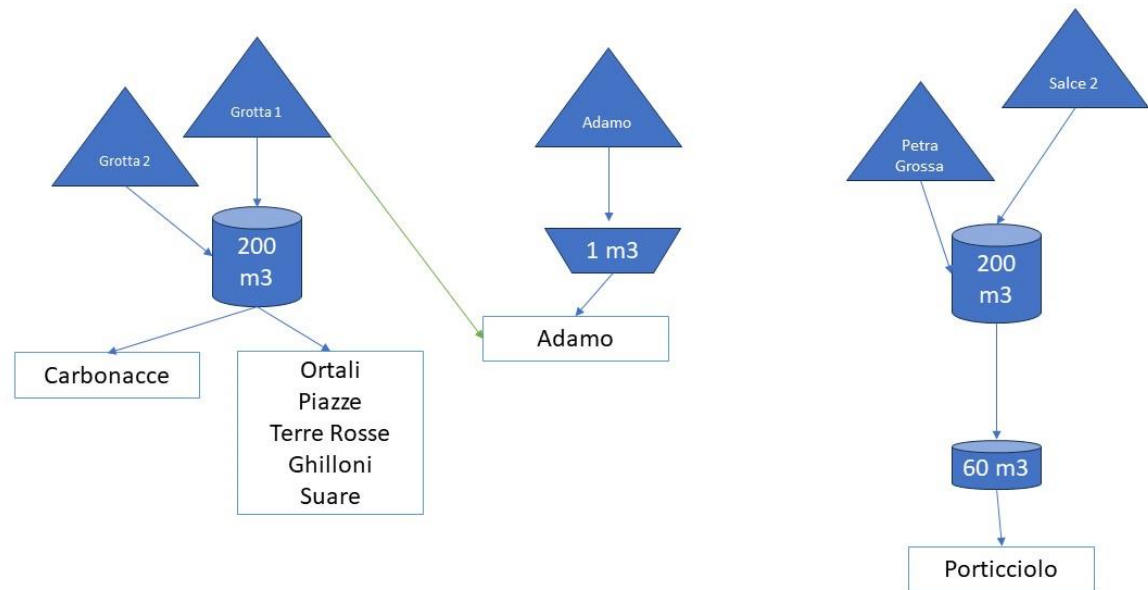 Grotta 2
Grotta 1
200
m3
Carbonacce
Ortali
Piazze
Terre Rosse
Ghilloni
Suare
Adamo
1 m3
Adamo
Petra
Grossa
Salce 2
200
m3
60 m3
Porticciolo